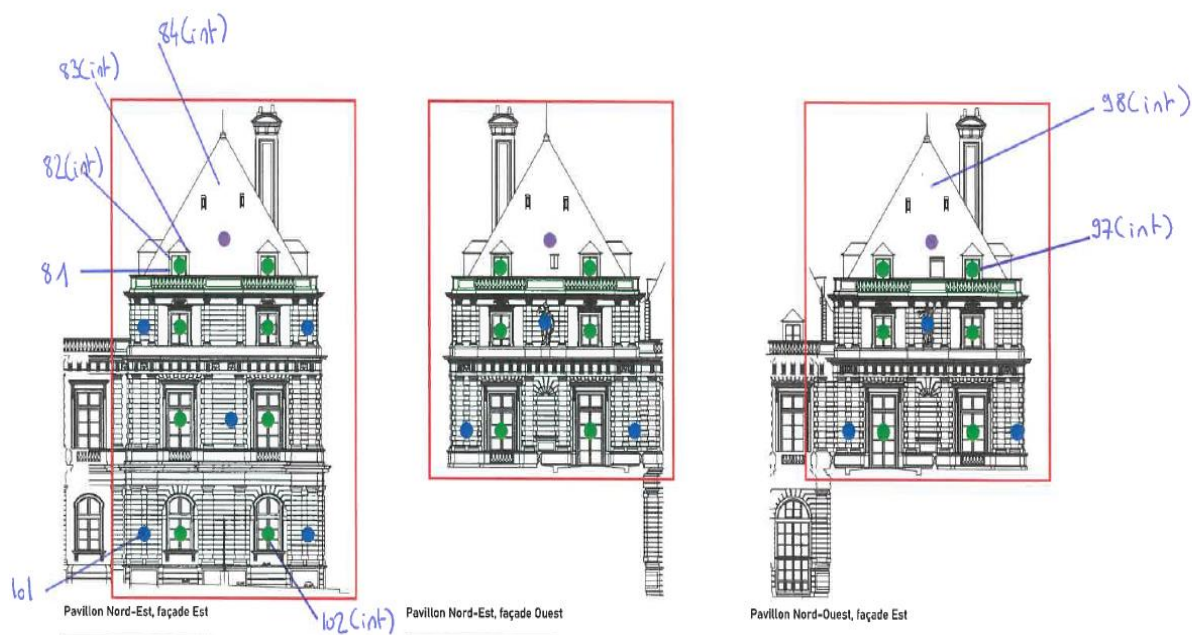 84(int)
83(int)
98(int)
82(int)
97(int)
81
101
Pavillon Nord-Est, façade Est
102(int)
Pavillon Nord-Est, façade Ouest
Pavillon Nord-Ouest, façade Est